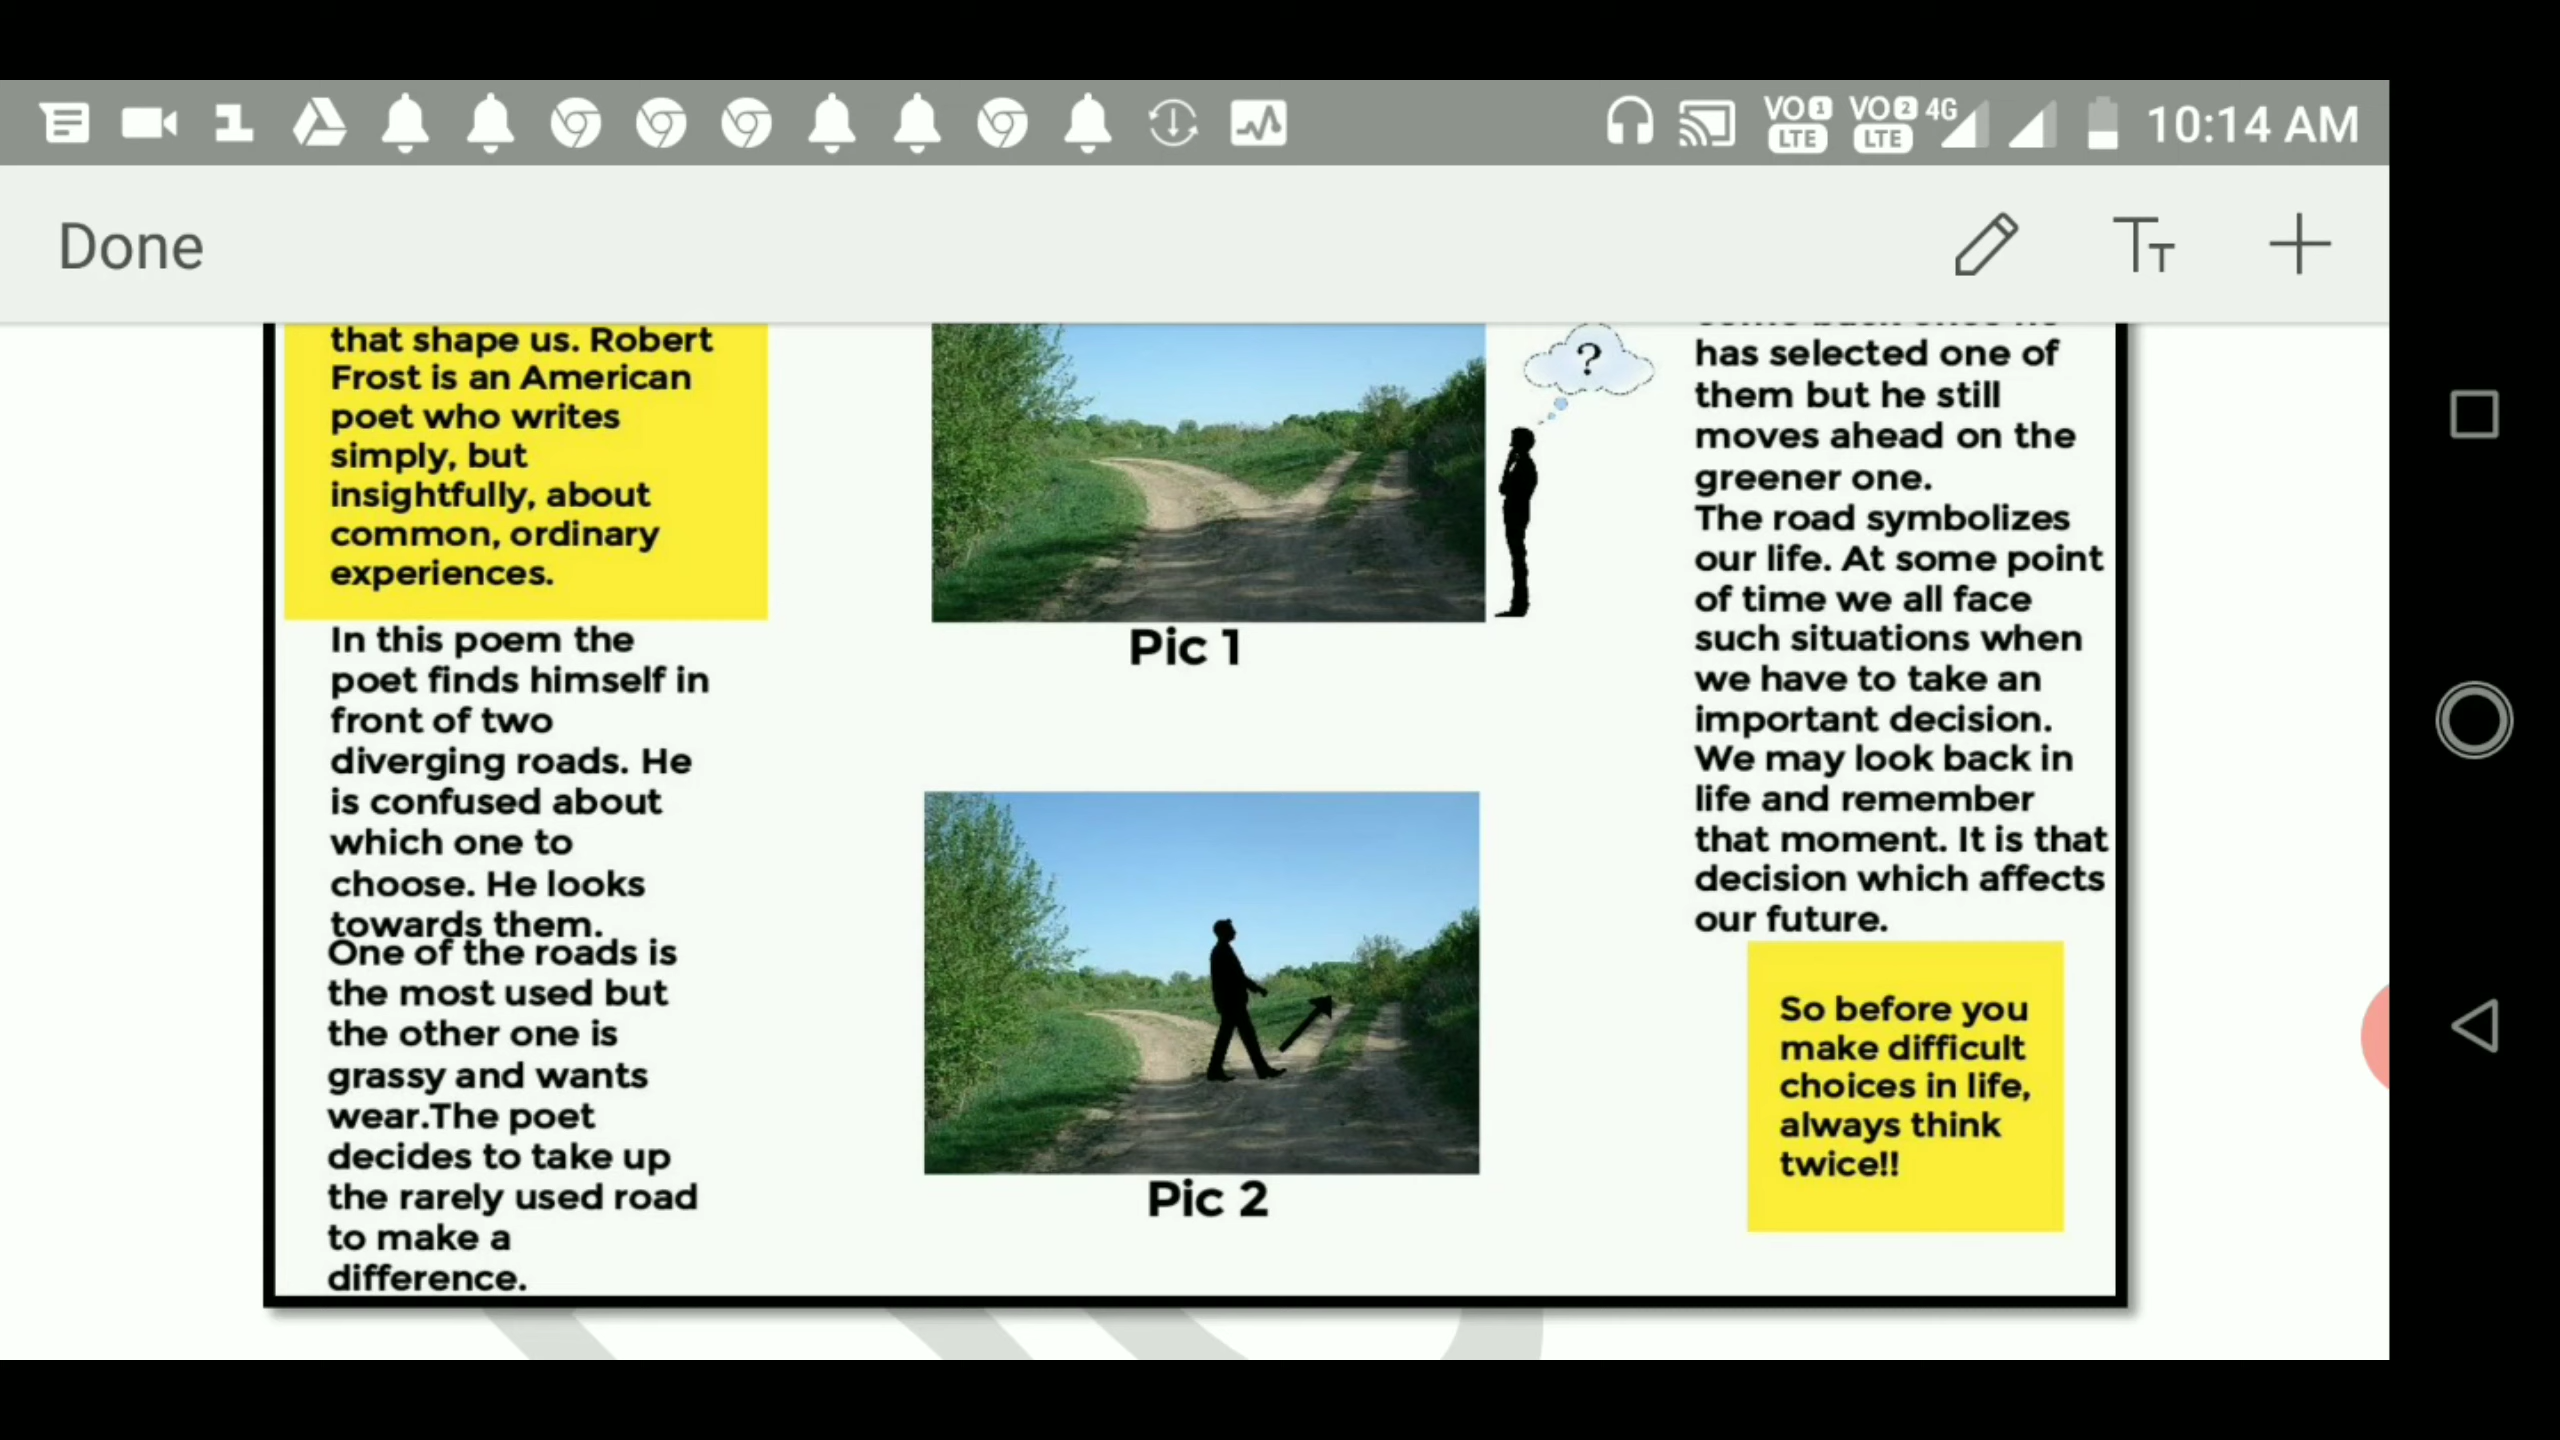 VO 1 LTE VO 2 LTE 4G 10:14 AM
Done
that shape us. Robert
Frost is an American
poet who writes
simply, but
insightfully, about
common, ordinary
experiences.
In this poem the
poet finds himself in
front of two
diverging roads. He
is confused about
which one to
choose. He looks
towards them.
One of the roads is
the most used but
the other one is
grassy and wants
wear.The poet
decides to take up
the rarely used road
to make a
difference.
?
Pic 1
Pic 2
has selected one of
them but he still
moves ahead on the
greener one.
The road symbolizes
our life. At some point
of time we all face
such situations when
we have to take an
important decision.
We may look back in
life and remember
that moment. It is that
decision which affects
our future.
So before you
make difficult
choices in life,
always think
twice!!